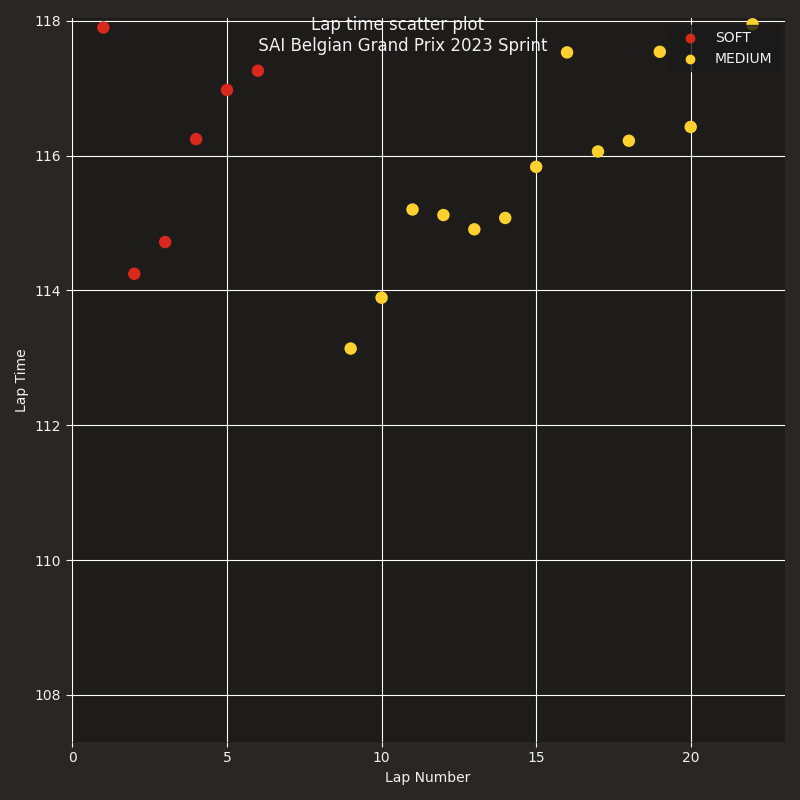 Lap time scatter plot
SAI Belgian Grand Prix 2023 Sprint
SOFT
MEDIUM
118
116
114
112
110
108
Lap Time
0 5 10 15 20
Lap Number